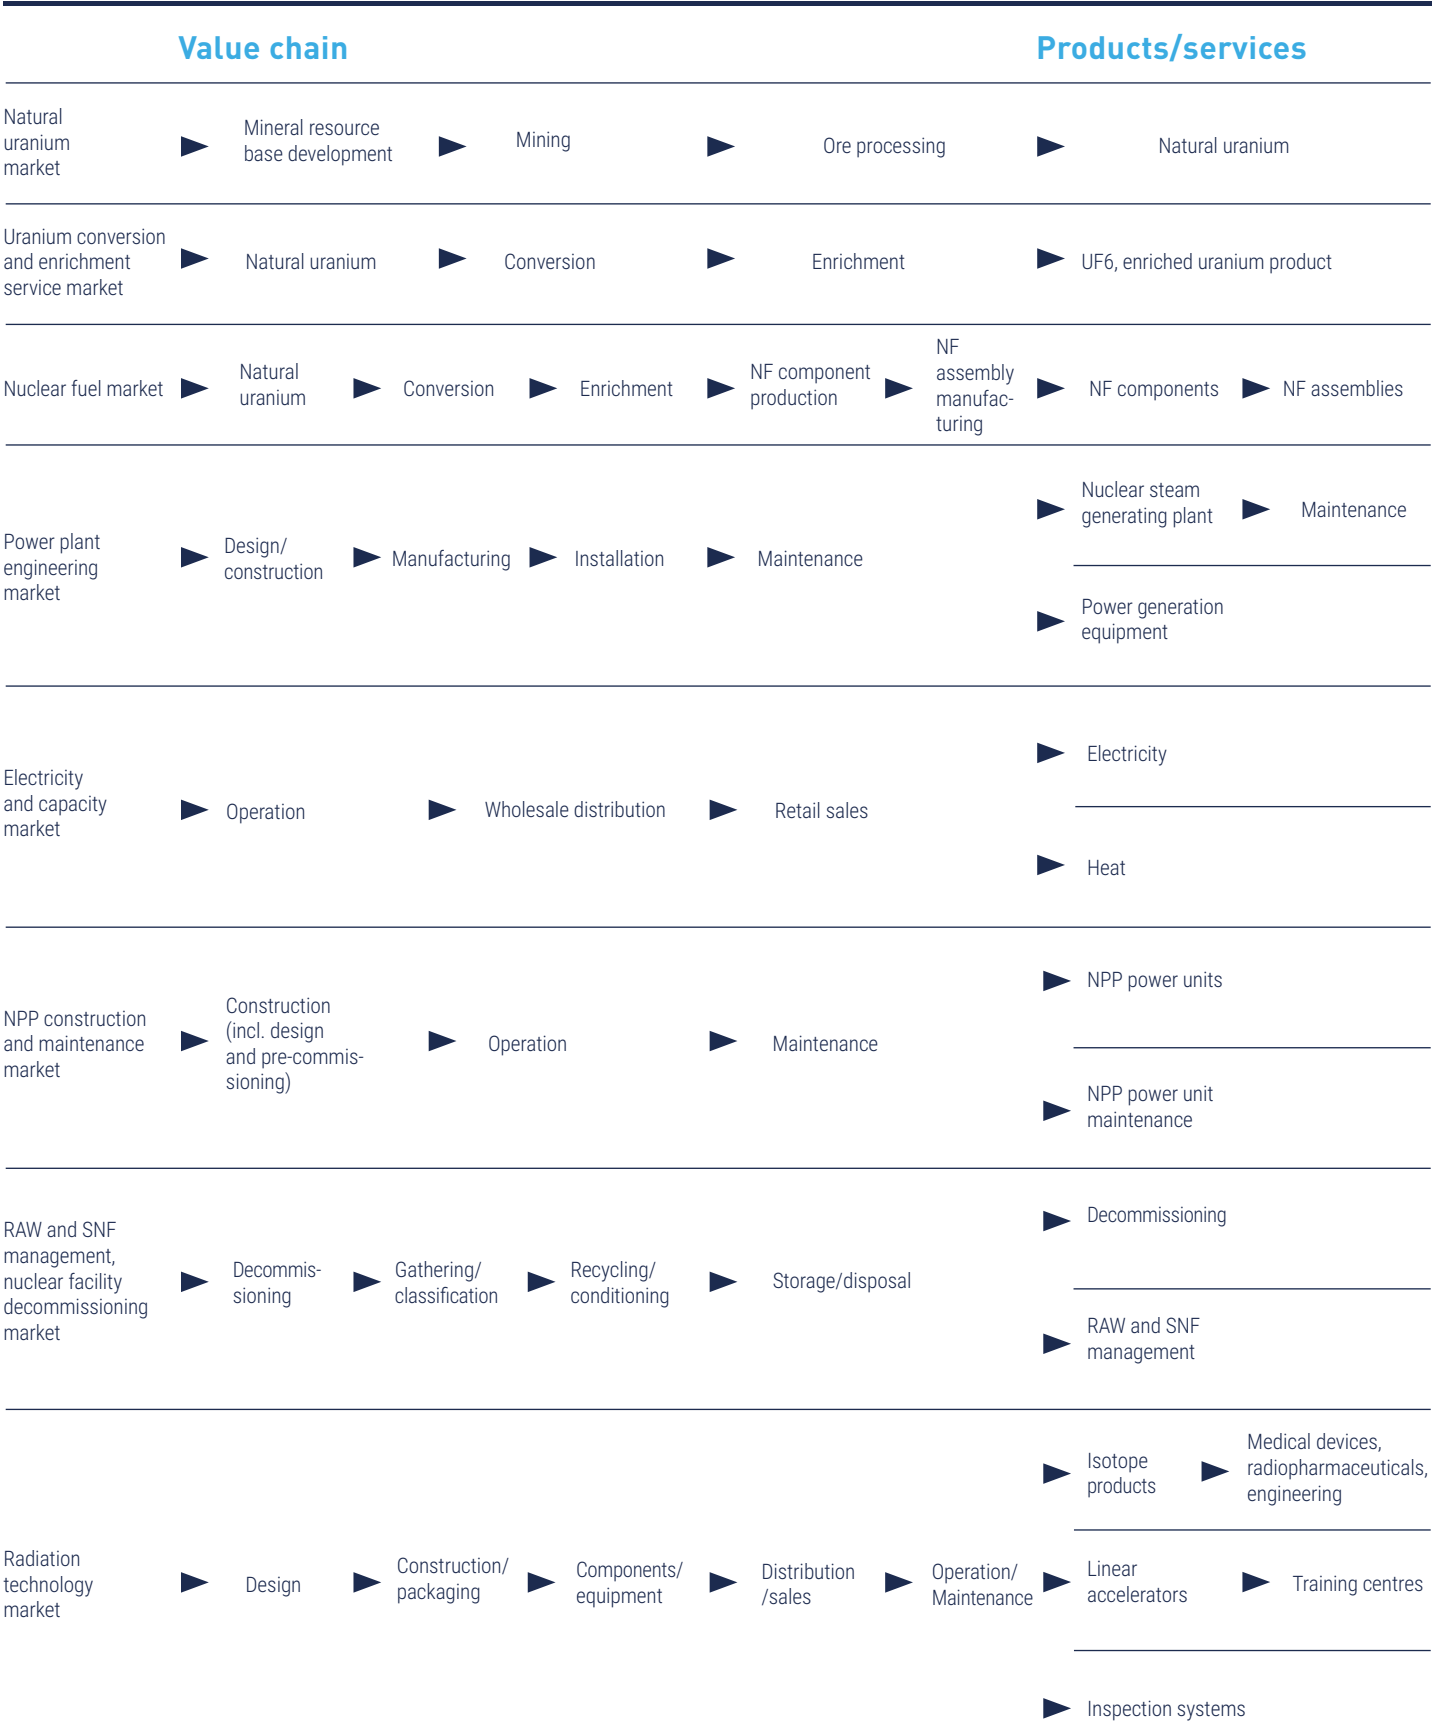 Value chain
Products/services
Natural
uranium
market
Mineral resource
base development
Mining
Ore processing
Natural uranium
Uranium conversion
and enrichment
service market
Natural uranium
Conversion
Enrichment
UF6, enriched uranium product
Nuclear fuel market
Natural
uranium
Conversion
Enrichment
NF component
production
NF
assembly
manufac-
turing
NF components
NF assemblies
Power plant
engineering
market
Design/
construction
Manufacturing
Installation
Maintenance
Nuclear steam
generating plant
Maintenance
Power generation
equipment
Electricity
and capacity
market
Operation
Wholesale distribution
Retail sales
Electricity
Heat
NPP construction
and maintenance
market
Construction
(incl. design
and pre-commis-
sioning)
Operation
Maintenance
NPP power units
NPP power unit
maintenance
RAW and SNF
management,
nuclear facility
decommissioning
market
Decommis-
sioning
Gathering/
classification
Recycling/
conditioning
Storage/disposal
Decommissioning
RAW and SNF
management
Radiation
technology
market
Design
Construction/
packaging
Components/
equipment
Distribution
/sales
Operation/
Maintenance
Isotope
products
Medical devices,
radiopharmaceuticals,
engineering
Linear
accelerators
Training centres
Inspection systems